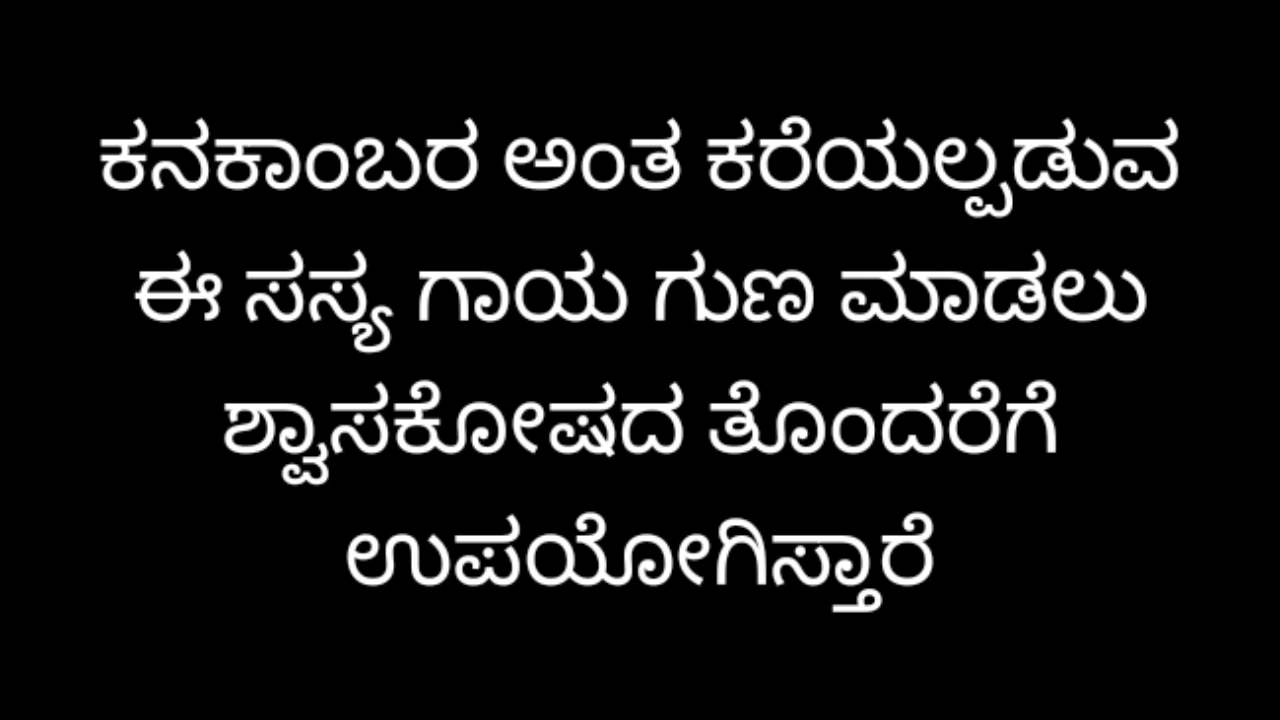 ಕನಕಾಂಬರ ಅಂತ ಕರೆಯಲ್ಪಡುವ
ಈ ಸಸ್ಯ ಗಾಯ ಗುಣ ಮಾಡಲು
ಶ್ವಾಸಕೋಷದ ತೊಂದರೆಗೆ
ಉಪಯೋಗಿಸ್ತಾರೆ